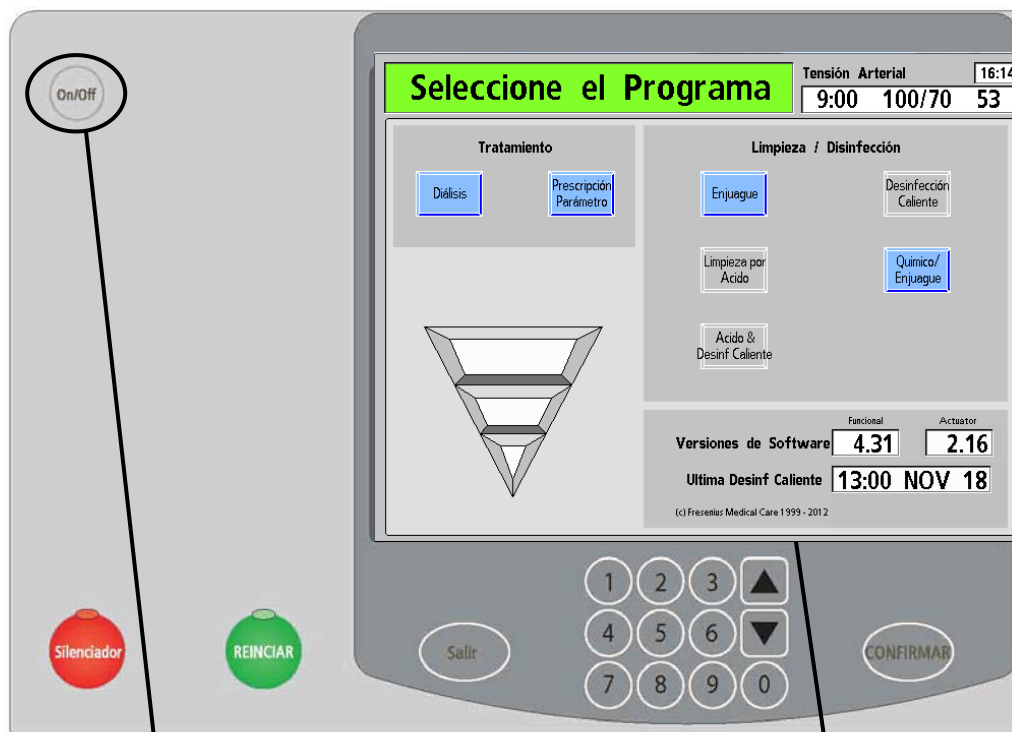 On/Off
Seleccione el Programa
Tensión Arterial
16:14
9:00 100/70 53
Tratamiento
Diálisis
Prescripción
Parámetro
Limpieza / Disinfección
Enjuague
Desinfección
Caliente
Limpieza por
Acido
Quimico/
Enjuague
Acido &
Desinf Caliente
Funcional
Actuator
Versiones de Software 4.31 2.16
Ultima Desinf Caliente 13:00 NOV 18
(c) Fresenius Medical Care 1999 - 2012
Silenciador
REINCIAR
Salir
1 2 3
4 5 6
7 8 9 0
CONFIRMAR